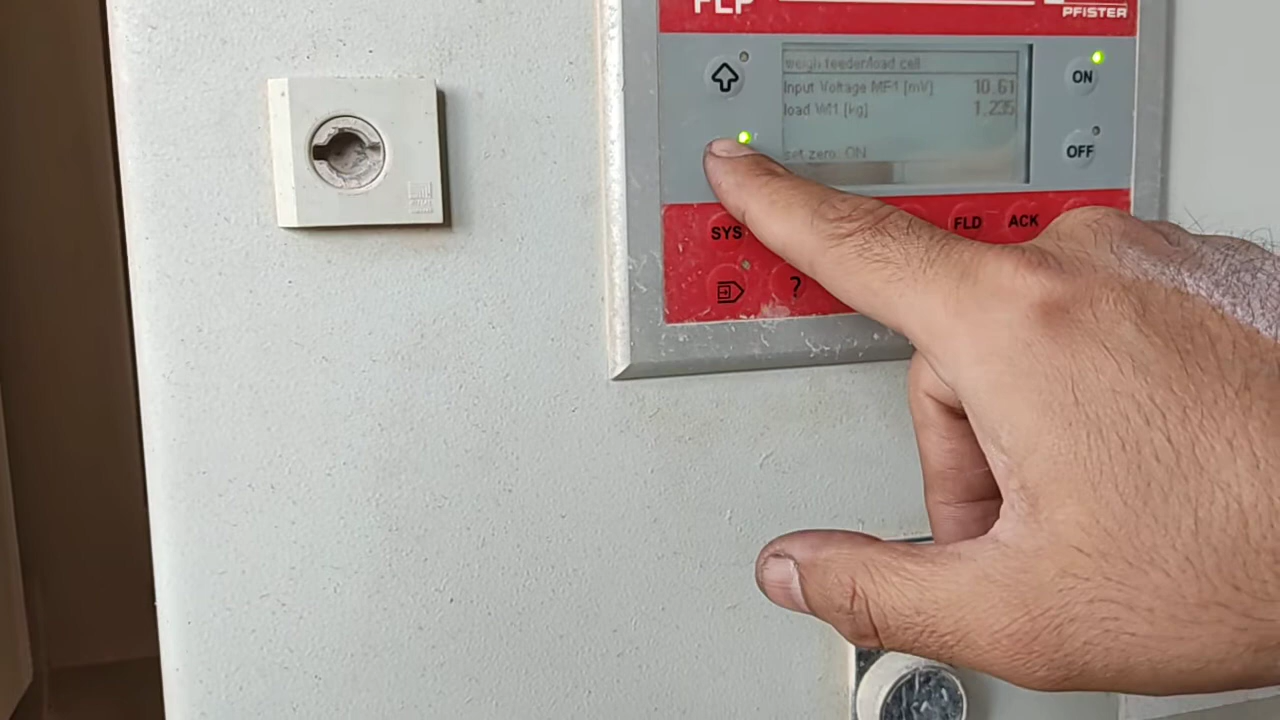 FLP
PFISTER
weigh feeder/load cell
Input Voltage MF1 [mV] 10.61
load W1 [kg] 1.235
set zero: ON
ON
OFF
SYS
FLD
ACK
?